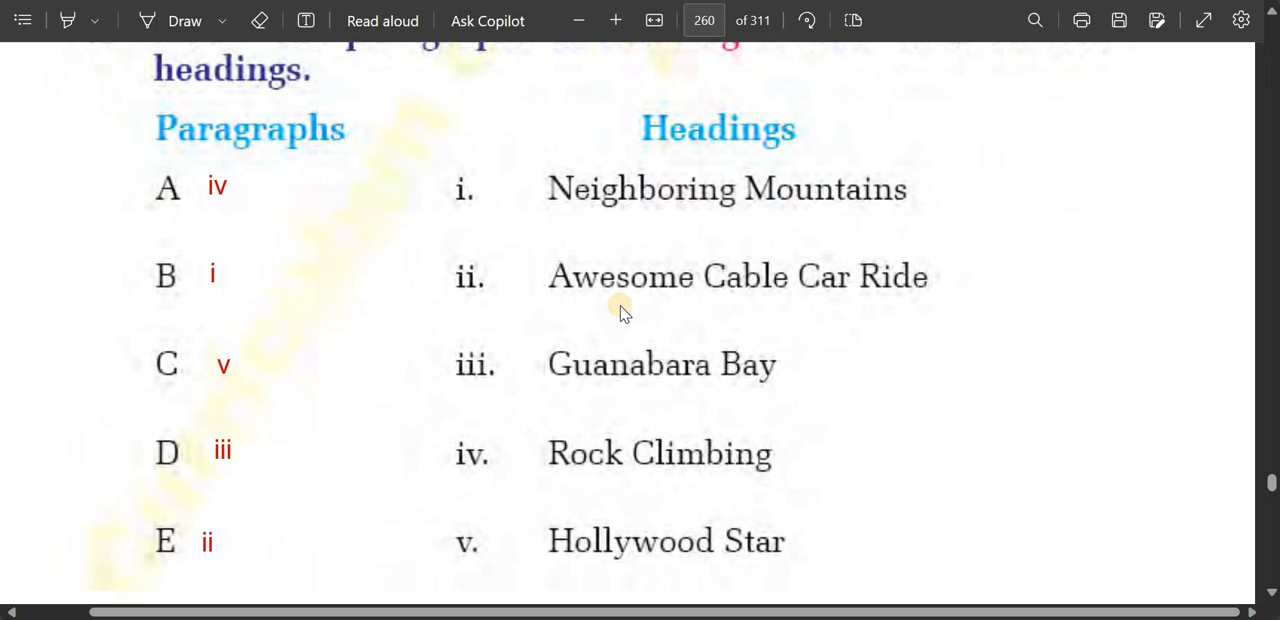 Draw
Read aloud
Ask Copilot
260 of 311
headings.
Paragraphs Headings
A iv i. Neighboring Mountains
B i ii. Awesome Cable Car Ride
C v iii. Guanabara Bay
D iii iv. Rock Climbing
E ii v. Hollywood Star